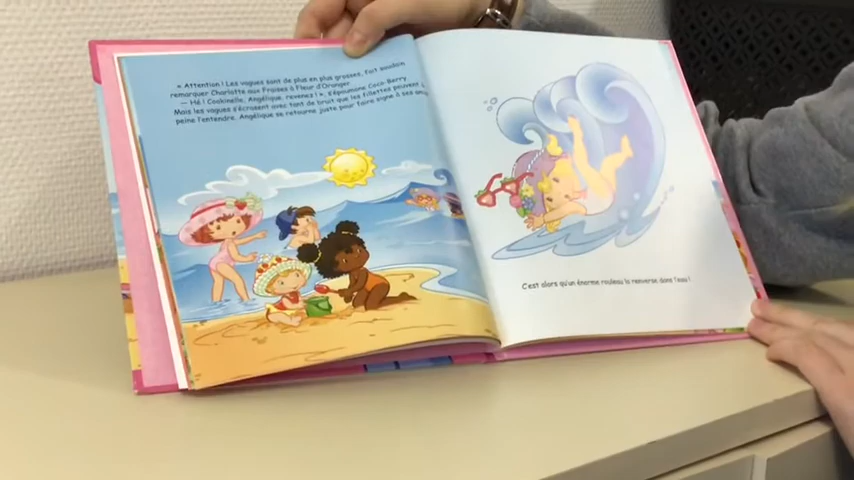 « Attention ! Les vagues sont de plus en plus grosses, fait soudain
remarquer Charlotte aux Fraises à Fleur d'Oranger.
— Hé ! Cookinelle, Angélique, revenez ! », s'époumone Coco Berry.
Mais les vagues s'écrasent avec tant de bruit que les fillettes peuvent à
peine l'entendre. Angélique se retourne juste pour faire signe à ses
C'est alors qu'un énorme rouleau la renverse dans l'eau !